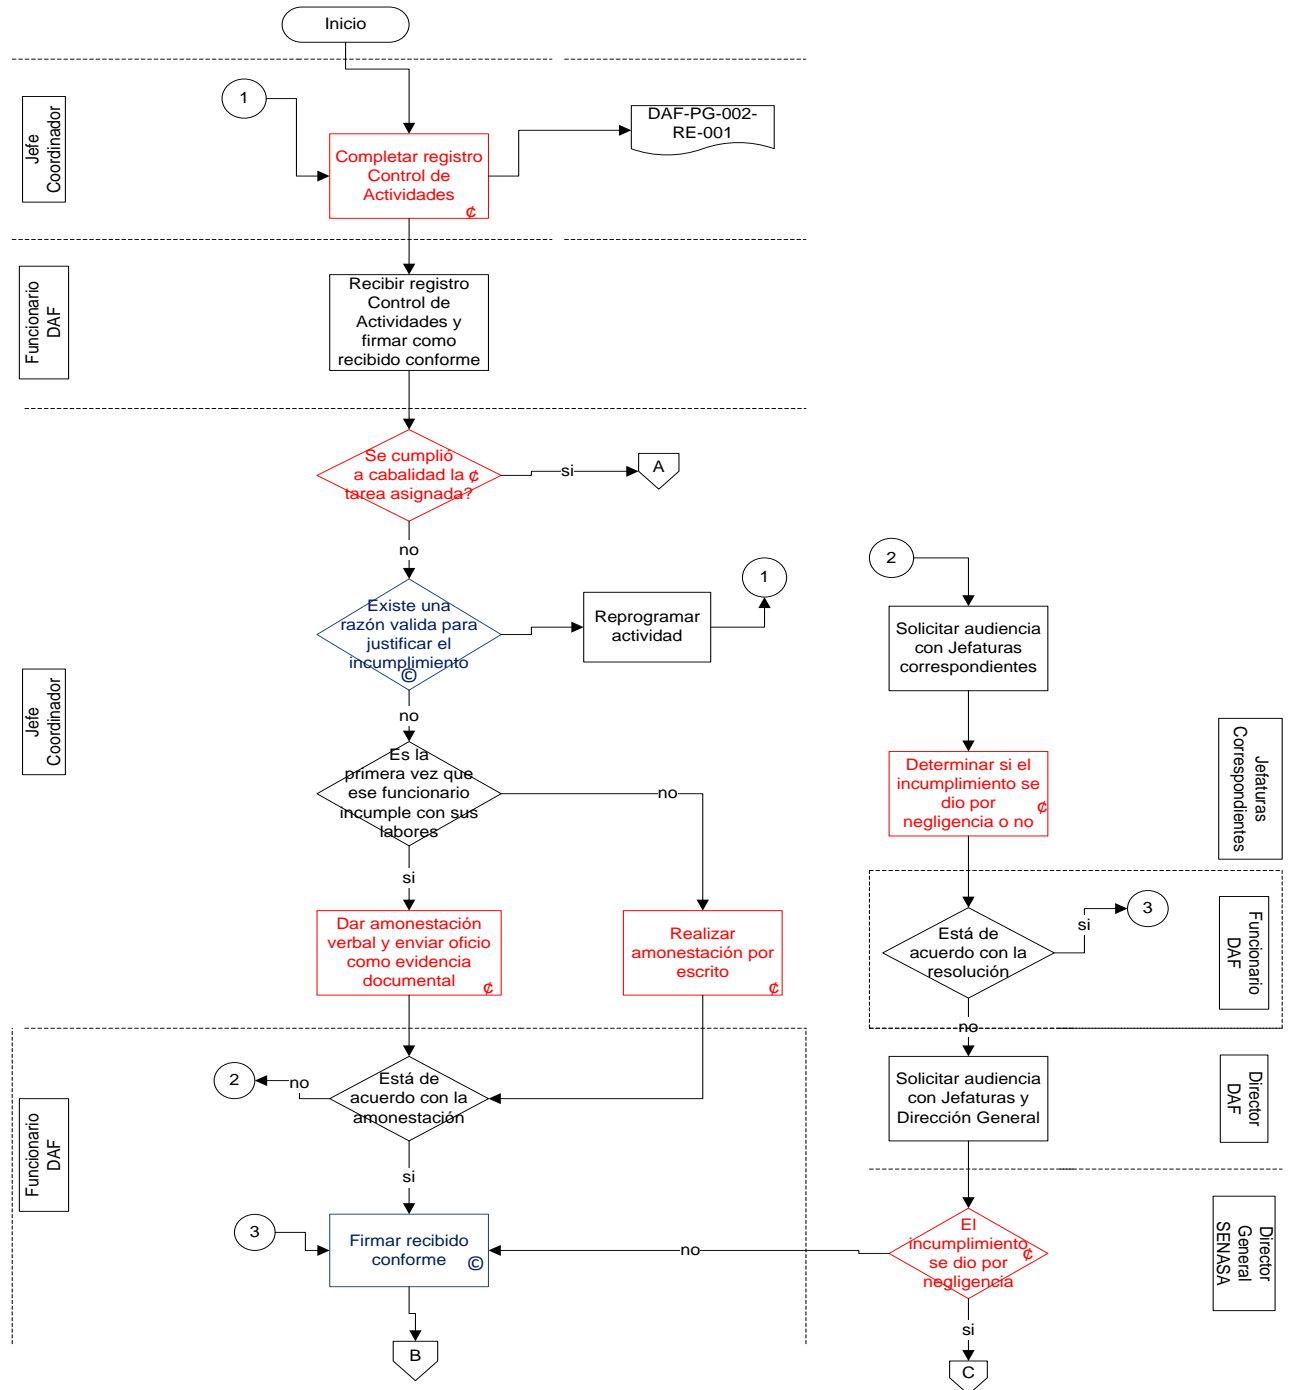 Inicio
Jefe
Coordinador
1
Completar registro
Control de
Actividades
¢
DAF-PG-002-
RE-001
Funcionario
DAF
Recibir registro
Control de
Actividades y
firmar como
recibido conforme
Se cumplió
a cabalidad la ¢
tarea asignada?
si
A
no
Existe una
razón valida para
justificar el
incumplimiento
©
Reprogramar
actividad
1
no
Jefe
Coordinador
Es la
primera vez que
ese funcionario
incumple con sus
labores
no
si
Dar amonestación
verbal y enviar oficio
como evidencia
documental
¢
Realizar
amonestación por
escrito
¢
Funcionario
DAF
2
no
Está de
acuerdo con la
amonestación
si
3
Firmar recibido
conforme
©
B
2
Solicitar audiencia
con Jefaturas
correspondientes
Jefaturas
Correspondientes
Determinar si el
incumplimiento se
dio por
negligencia o no
¢
Funcionario
DAF
Está de
acuerdo con la
resolución
si
3
no
Director
DAF
Solicitar audiencia
con Jefaturas y
Dirección General
Director
General
SENASA
El
incumplimiento
se dio por
negligencia
¢
no
si
C